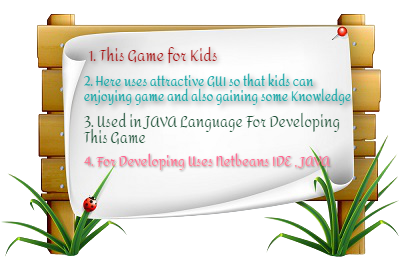 1. This Game for Kids
2. Here uses attractive GUI so that kids can
enjoying game and also gaining some Knowledge
3. Used in JAVA Language For Developing
This Game
4. For Developing Uses Netbeans IDE , JAVA